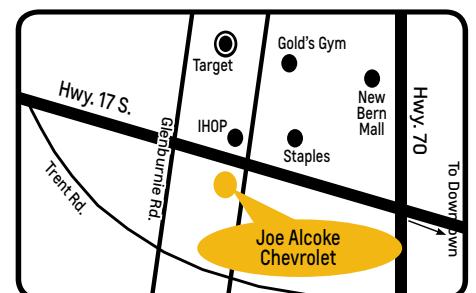 Gold's Gym
Target
Hwy. 17 S.
New
Bern
Mall
Hwy. 70
IHOP
Glenburnie Rd.
Staples
Trent Rd.
To Downtown
Joe Alcoke
Chevrolet